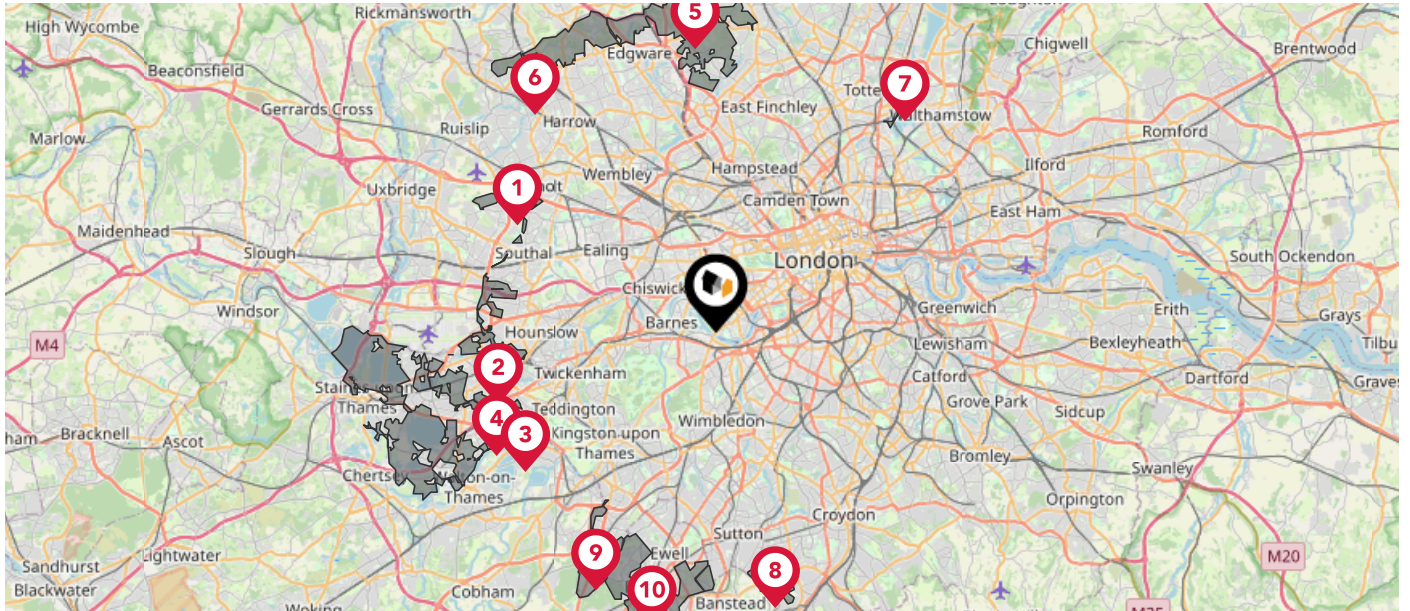 Rickmansworth
5
High Wycombe
Chigwell
Brentwood
Edgware
Beaconsfield
6
7
East Finchley
Gerrards Cross
Harrow
Walthamstow
Ruislip
Romford
Marlow
Hampstead
Ilford
Wembley
Uxbridge
1
Camden Town
East Ham
Maidenhead
Slough
Southal
Ealing
London
South Ockendon
Chiswick
Windsor
Greenwich
Erith
Grays
Barnes
Hounslow
M4
Lewisham
Bexleyheath
2
Twickenham
Catford
Dartford
Thames
Teddington
Grove Park
Sidcup
4
3
Wimbledon
Bracknell
Ascot
Kingston upon
Thames
Bromley
Swanley
Thames
Orpington
Croydon
Sutton
Lightwater
9
Ewell
M20
Sandhurst
8
Blackwater
10
Cobham
Banstead